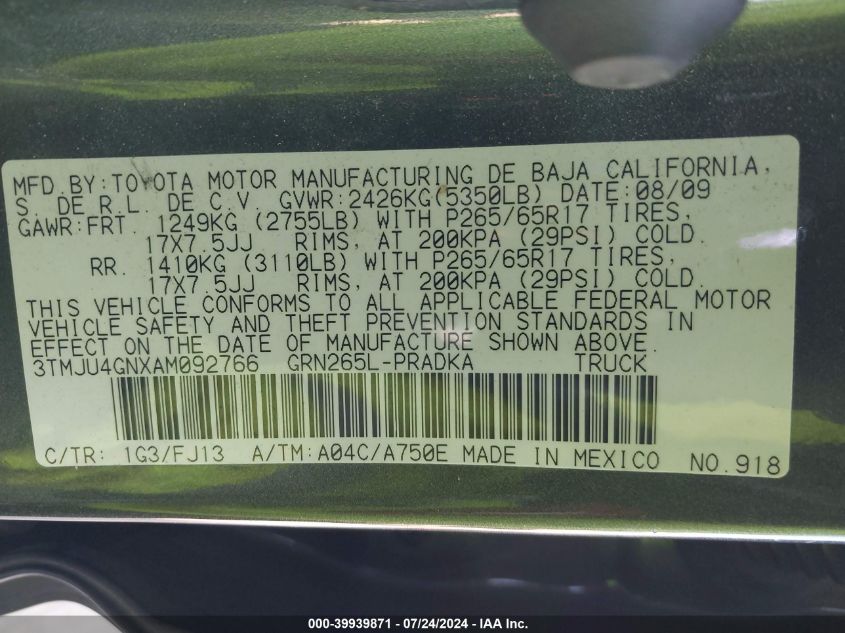 MFD. BY: TOYOTA MOTOR MANUFACTURING DE BAJA CALIFORNIA,
S. DE R. L. DE C. V. GVWR: 2426KG(5350LB) DATE: 08/09
GAWR: FRT. 1249KG (2755LB) WITH P265/65R17 TIRES,
17X7.5JJ RIMS, AT 200KPA (29PSI) COLD.
RR. 1410KG (3110LB) WITH P265/65R17 TIRES,
17X7.5JJ RIMS, AT 200KPA (29PSI) COLD.
THIS VEHICLE CONFORMS TO ALL APPLICABLE FEDERAL MOTOR
VEHICLE SAFETY AND THEFT PREVENTION STANDARDS IN
EFFECT ON THE DATE OF MANUFACTURE SHOWN ABOVE.
3TMJU4GNXAM092766 GRN265L-PRADKA TRUCK
C/TR: 1G3/FJ13 A/TM: A04C/A750E MADE IN MEXICO NO.918
000-39939871 / 07/24/2024 - IAA Inc.